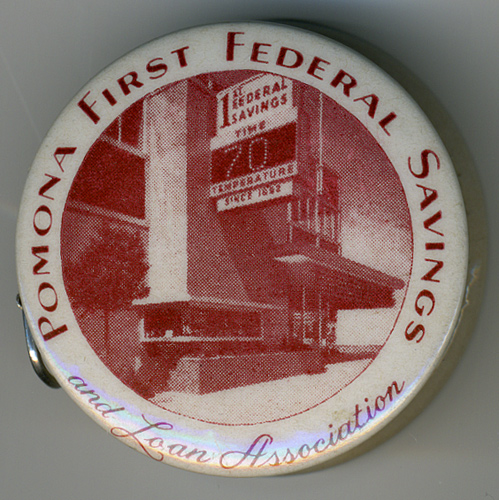 POMONA FIRST FEDERAL SAVINGS
and Loan Association
1ST FEDERAL
SAVINGS
TIME
70
TEMPERATURE
SINCE 1892